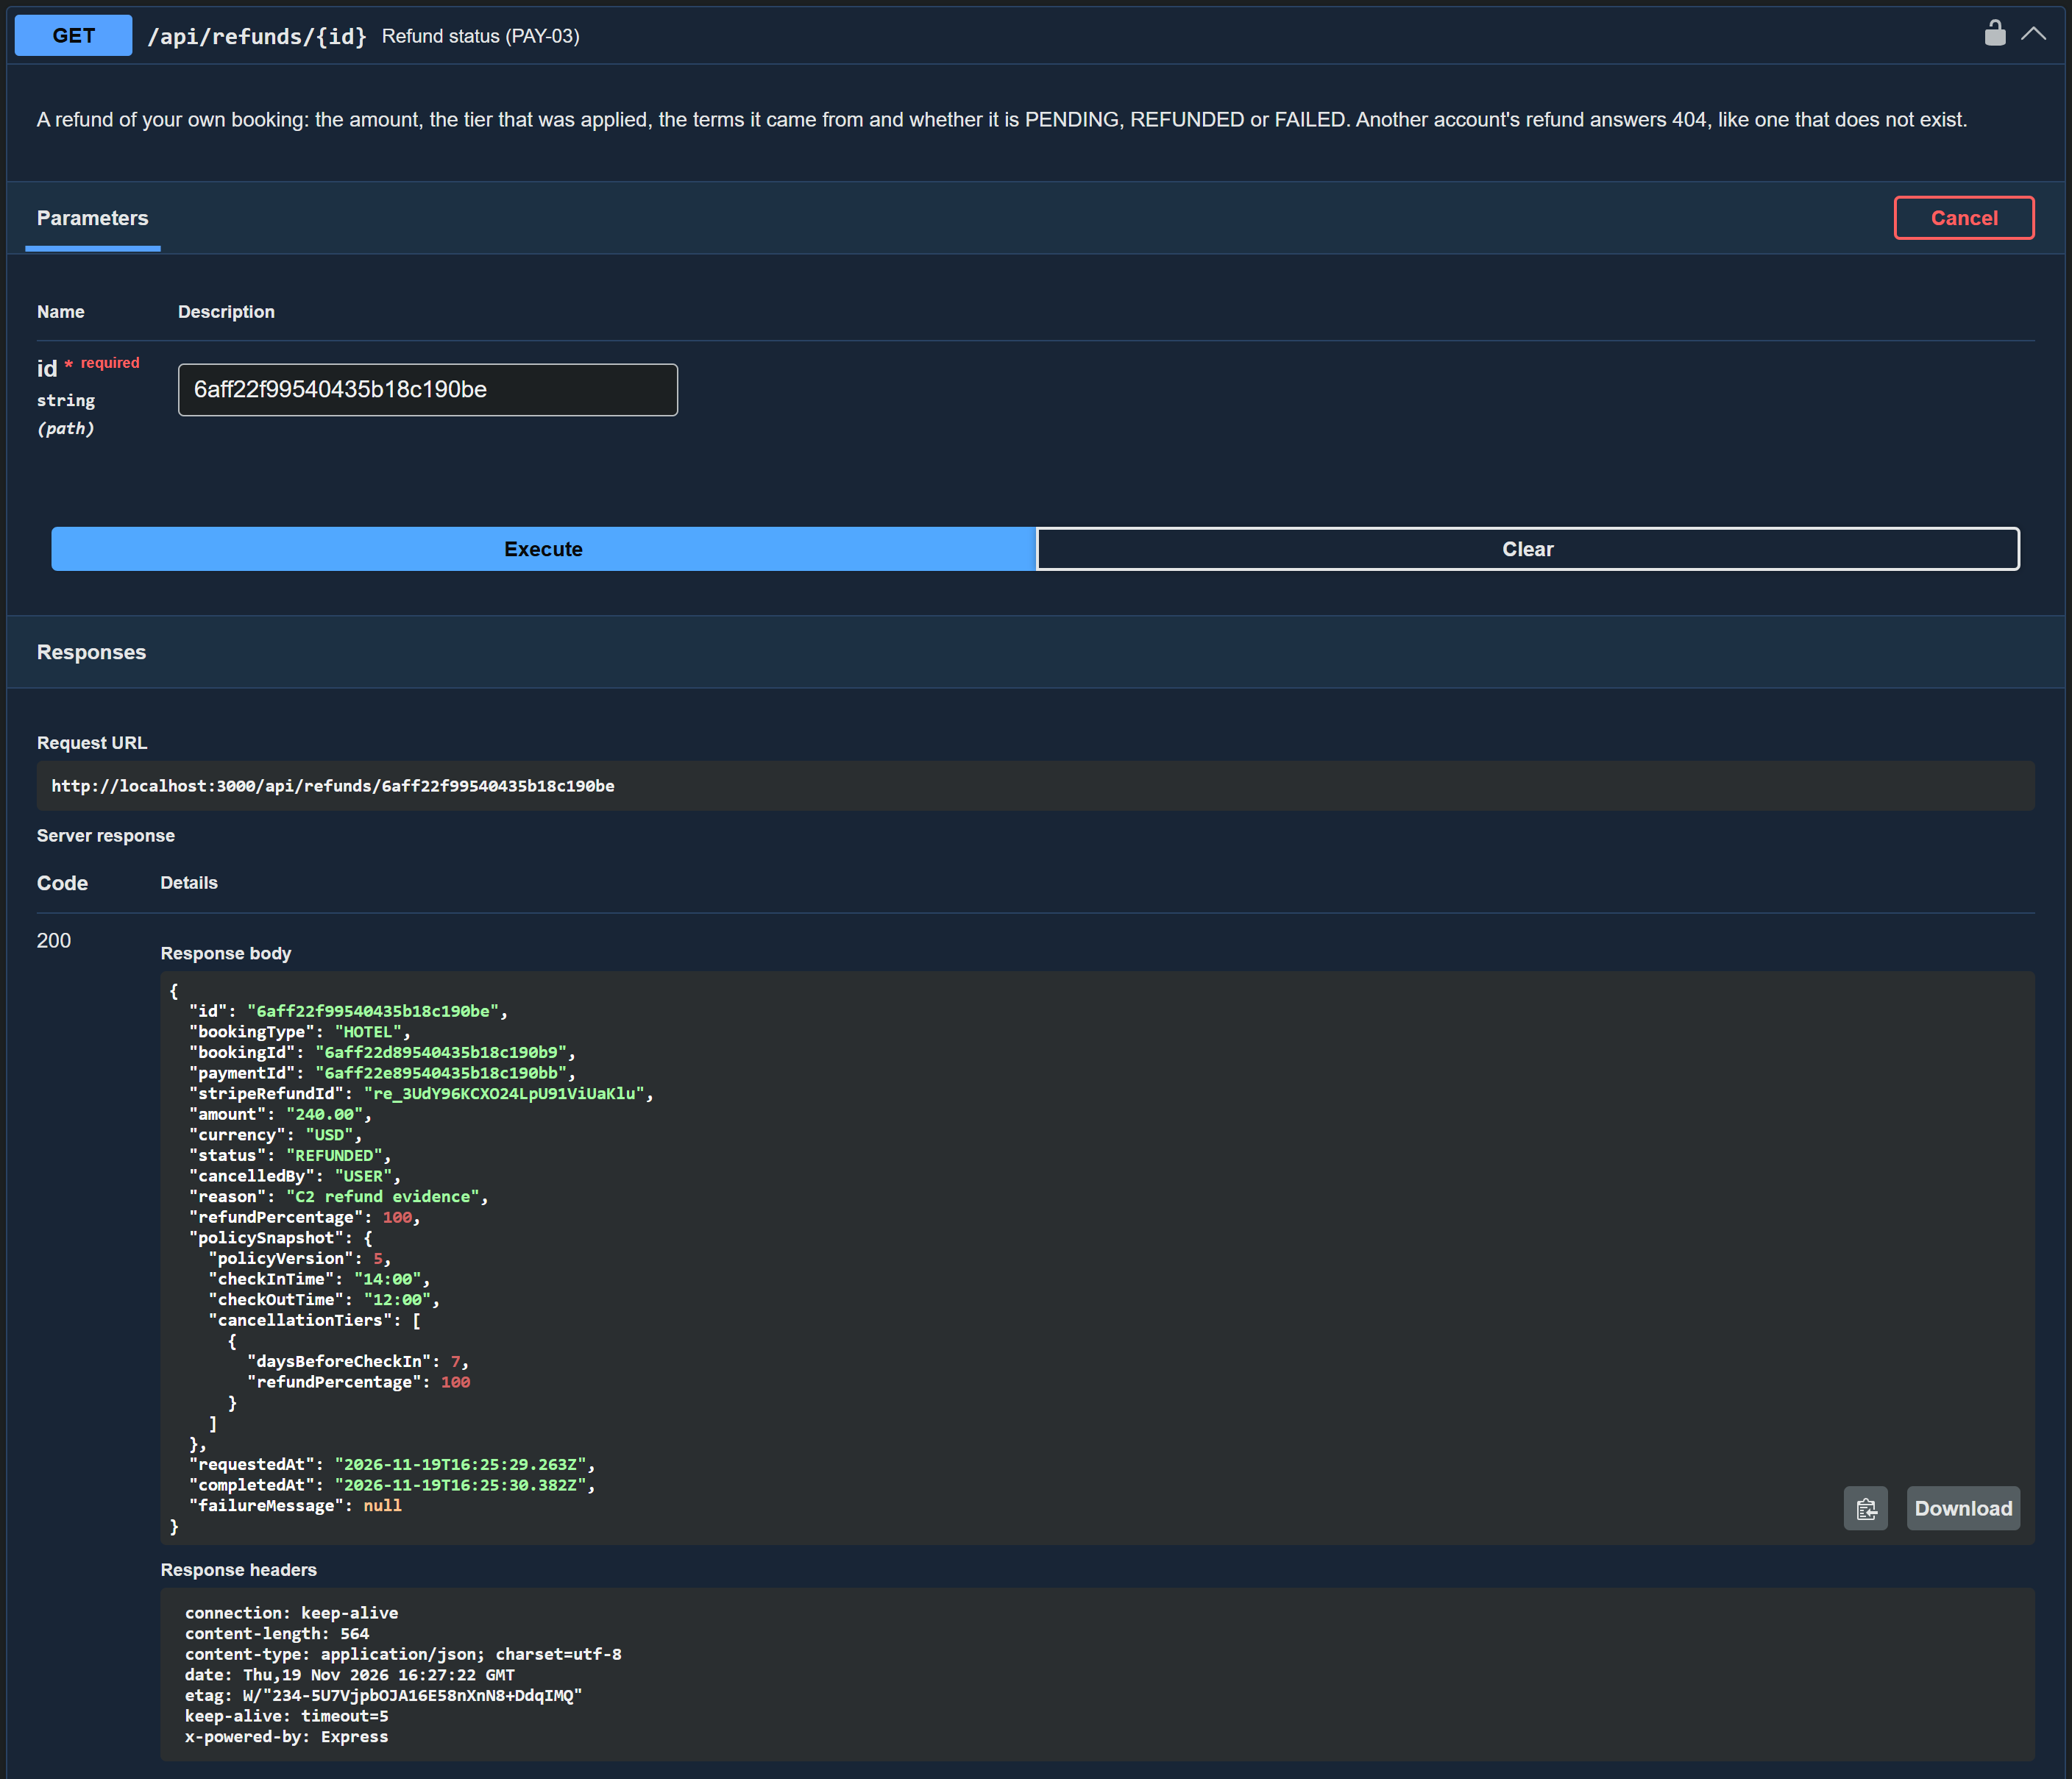 GET /api/refunds/{id} Refund status (PAY-03)
A refund of your own booking: the amount, the tier that was applied, the terms it came from and whether it is PENDING, REFUNDED or FAILED. Another account's refund answers 404, like one that does not exist.
Parameters
Cancel
Name Description
id * required
string
(path)
6aff22f99540435b18c190be
Execute Clear
Responses
Request URL
http://localhost:3000/api/refunds/6aff22f99540435b18c190be
Server response
Code Details
200
Response body
{
  "id": "6aff22f99540435b18c190be",
  "bookingType": "HOTEL",
  "bookingId": "6aff22d89540435b18c190b9",
  "paymentId": "6aff22e89540435b18c190bb",
  "stripeRefundId": "re_3UdY96KCXO24LpU91ViUaKlu",
  "amount": "240.00",
  "currency": "USD",
  "status": "REFUNDED",
  "cancelledBy": "USER",
  "reason": "C2 refund evidence",
  "refundPercentage": 100,
  "policySnapshot": {
    "policyVersion": 5,
    "checkInTime": "14:00",
    "checkOutTime": "12:00",
    "cancellationTiers": [
      {
        "daysBeforeCheckIn": 7,
        "refundPercentage": 100
      }
    ]
  },
  "requestedAt": "2026-11-19T16:25:29.263Z",
  "completedAt": "2026-11-19T16:25:30.382Z",
  "failureMessage": null
}
Download
Response headers
connection: keep-alive
content-length: 564
content-type: application/json; charset=utf-8
date: Thu,19 Nov 2026 16:27:22 GMT
etag: W/"234-5U7VjpbOJA16E58nXnN8+DdqIMQ"
keep-alive: timeout=5
x-powered-by: Express